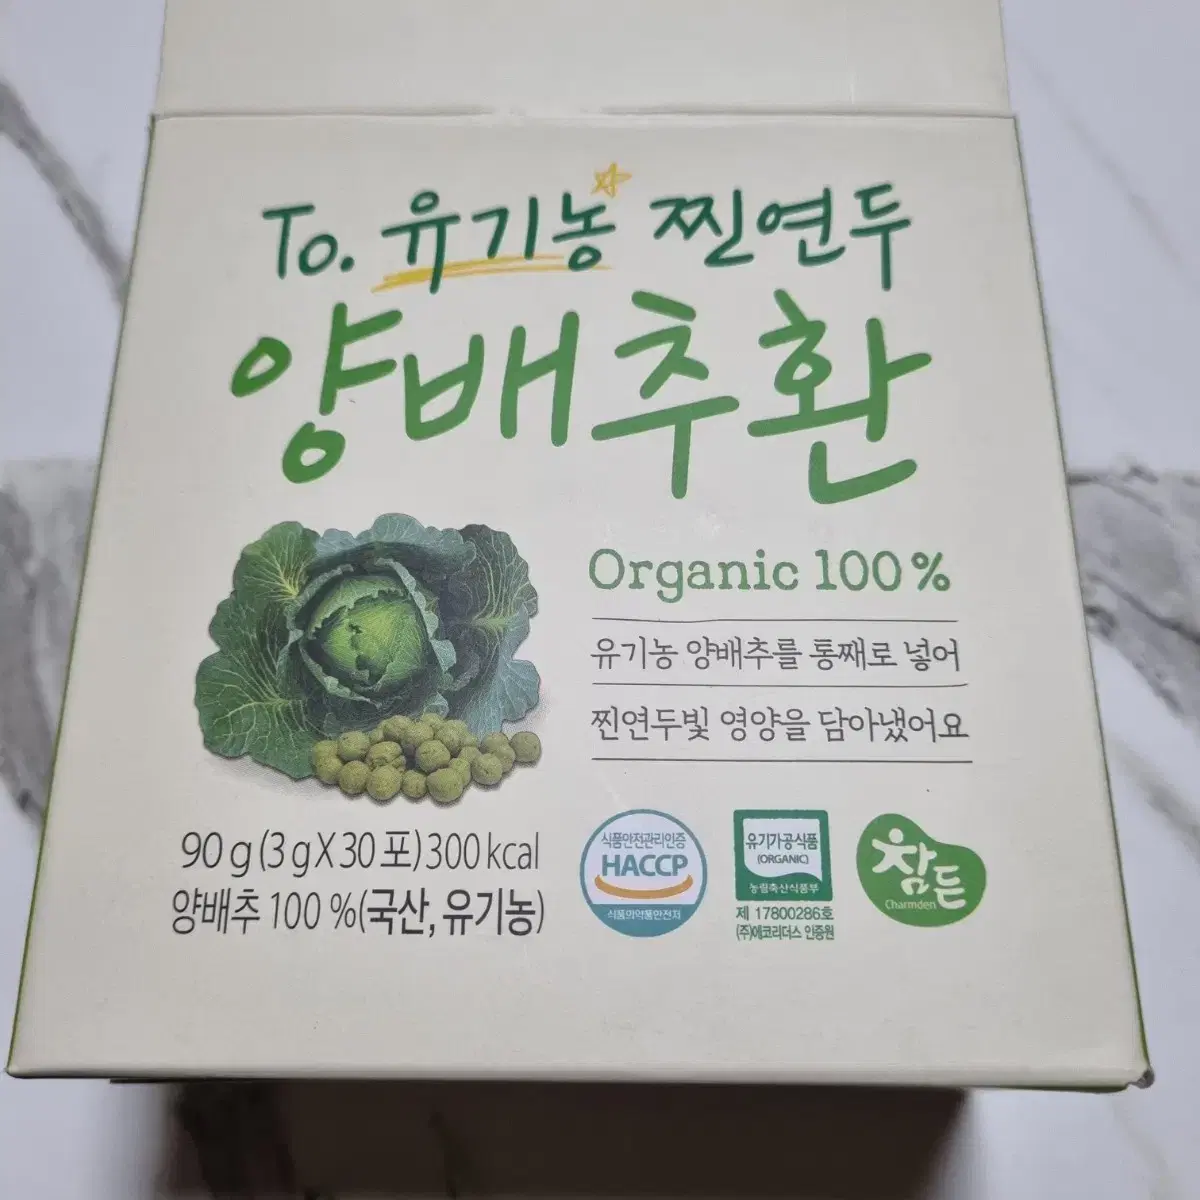 To. 유기농 찐연두
양배추환
Organic 100%
유기농 양배추를 통째로 넣어
찐연두빛 영양을 담아냈어요
90 g (3 g X 30 포) 300 kcal
양배추 100 % (국산, 유기농)
식품안전관리인증
HACCP
식품의약품안전처
유기가공식품
(ORGANIC)
농림축산식품부
제 17800286호
(주)에코리더스 인증원
참든
Charmden